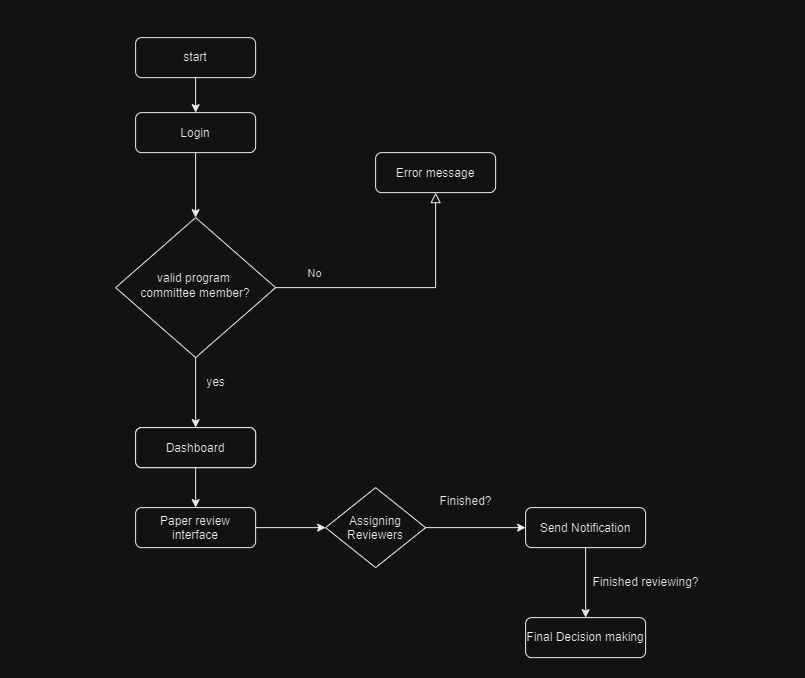 start
Login
Error message
valid program
committee member?
No
yes
Dashboard
Paper review
interface
Assigning
Reviewers
Finished?
Send Notification
Finished reviewing?
Final Decision making